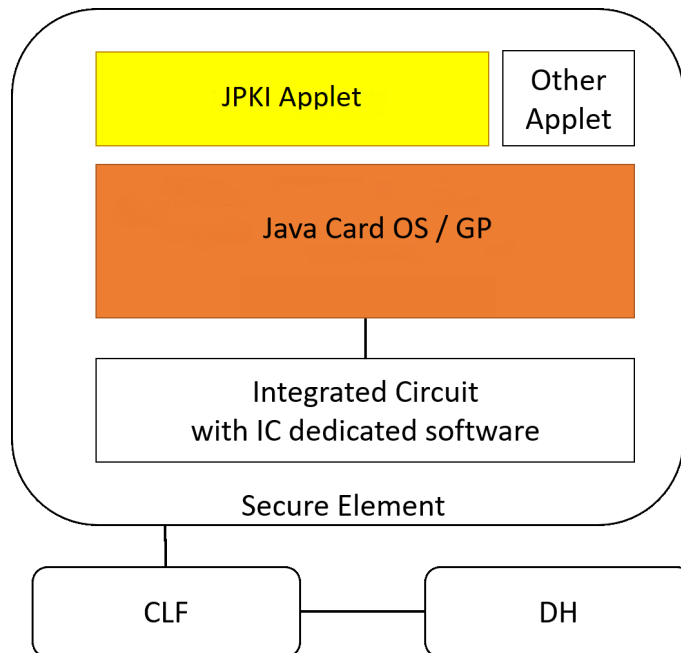 JPKI Applet
Other
Applet
Java Card OS / GP
Integrated Circuit
with IC dedicated software
Secure Element
CLF
DH